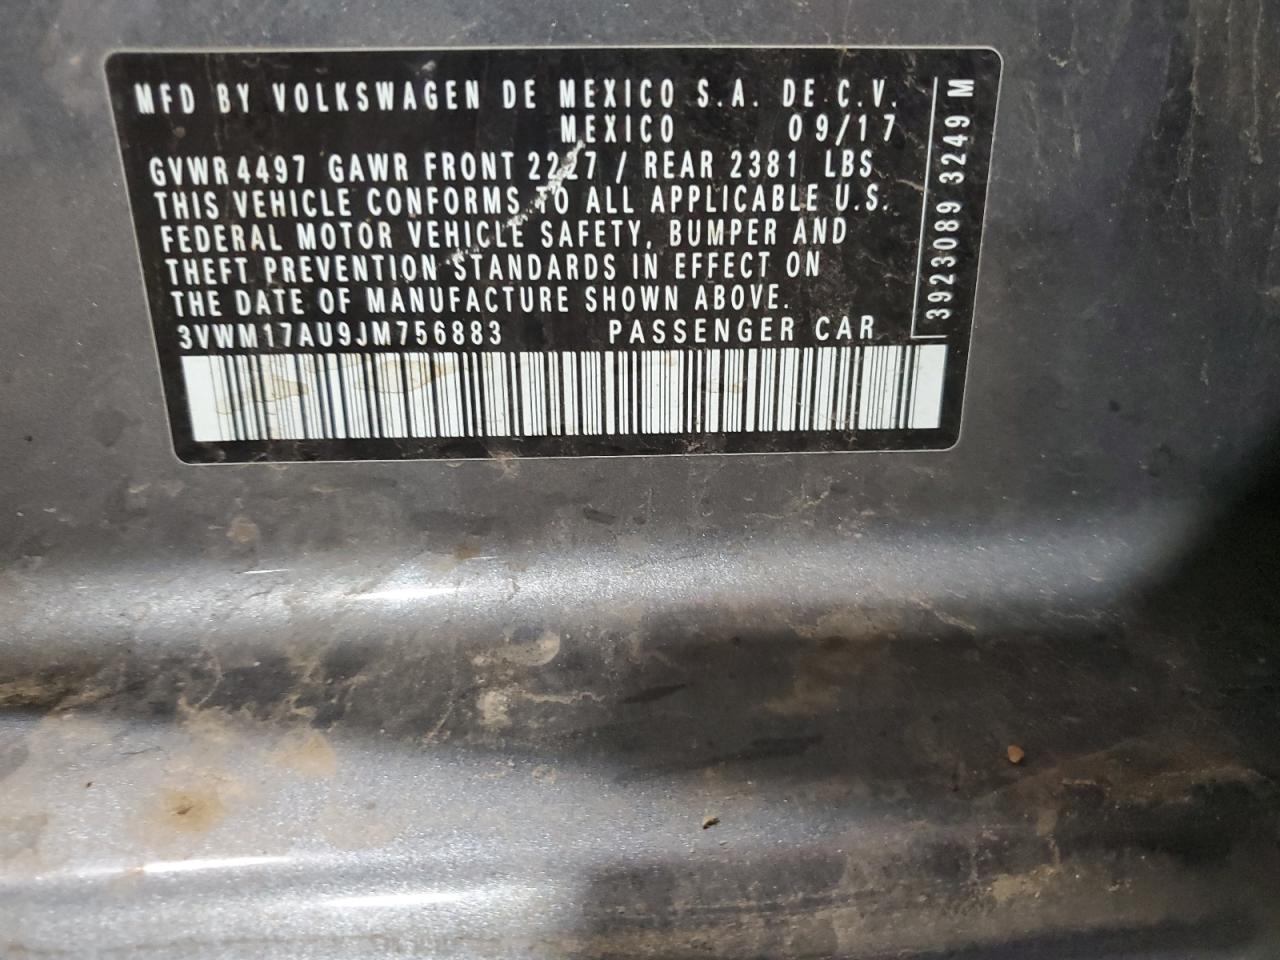 MFD BY VOLKSWAGEN DE MEXICO S.A. DE C.V.
MEXICO 09/17
GVWR 4497 GAWR FRONT 2227 / REAR 2381 LBS
THIS VEHICLE CONFORMS TO ALL APPLICABLE U.S.
FEDERAL MOTOR VEHICLE SAFETY, BUMPER AND
THEFT PREVENTION STANDARDS IN EFFECT ON
THE DATE OF MANUFACTURE SHOWN ABOVE.
3VWM17AU9JM756883 PASSENGER CAR
3923089 3249 M